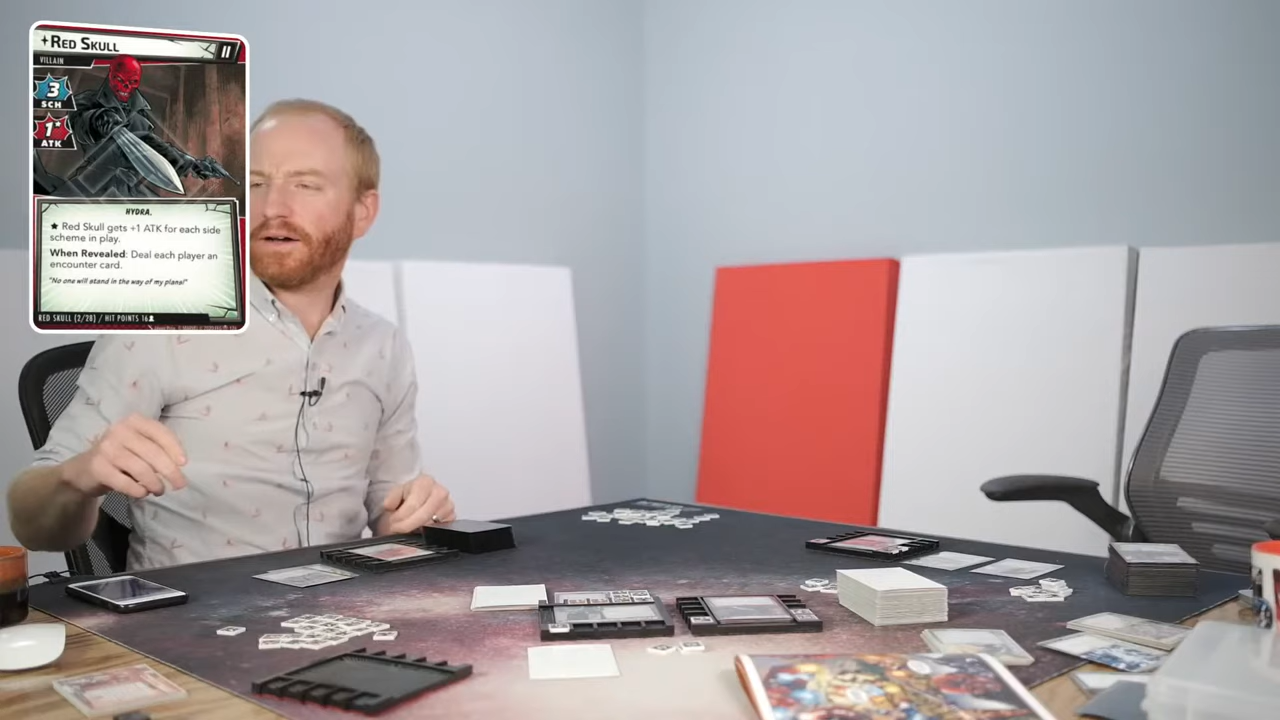 RED SKULL
II
VILLAIN
3
SCH
1*
ATK
HYDRA.
★ Red Skull gets +1 ATK for each side
scheme in play.
When Revealed: Deal each player an
encounter card.
"No one will stand in the way of my plans!"
RED SKULL (2/28) / HIT POINTS 16